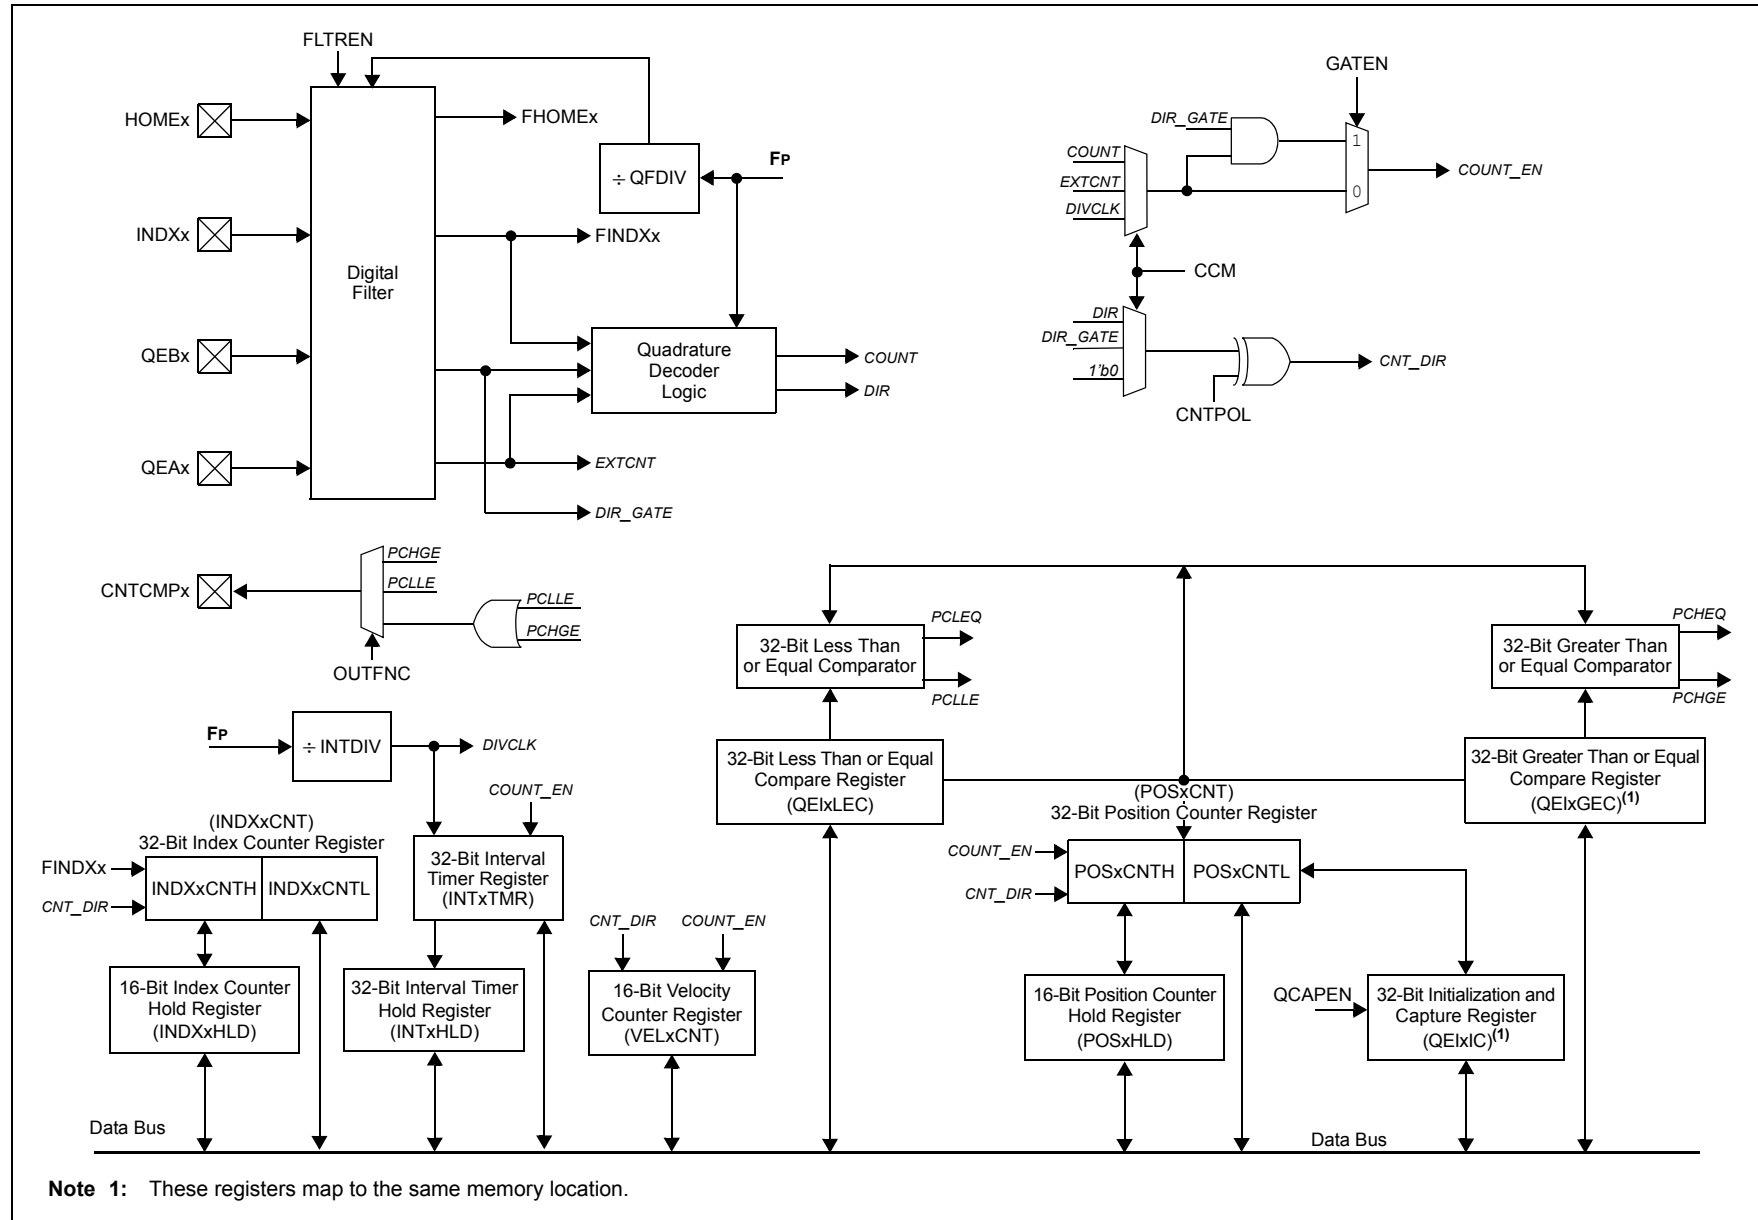 FLTREN
HOMEx
INDXx
QEBx
QEAx
Digital
Filter
FHOMEx
÷ QFDIV
FP
FINDXx
Quadrature
Decoder
Logic
COUNT
DIR
EXTCNT
DIR_GATE
GATEN
DIR_GATE
COUNT
EXTCNT
DIVCLK
1
0
COUNT_EN
CCM
DIR
DIR_GATE
1'b0
CNTPOL
CNT_DIR
CNTCMPx
PCHGE
PCLLE
PCLLE
PCHGE
OUTFNC
FP
÷ INTDIV
DIVCLK
COUNT_EN
32-Bit Less Than
or Equal Comparator
PCLEQ
PCLLE
32-Bit Greater Than
or Equal Comparator
PCHEQ
PCHGE
32-Bit Less Than or Equal
Compare Register
(QEIxLEC)
32-Bit Greater Than or Equal
Compare Register
(QEIxGEC)(1)
(INDXxCNT)
32-Bit Index Counter Register
FINDXx
CNT_DIR
INDXxCNTH
INDXxCNTL
32-Bit Interval
Timer Register
(INTxTMR)
(POSxCNT)
32-Bit Position Counter Register
COUNT_EN
CNT_DIR
POSxCNTH
POSxCNTL
16-Bit Index Counter
Hold Register
(INDXxHLD)
32-Bit Interval Timer
Hold Register
(INTxHLD)
CNT_DIR
COUNT_EN
16-Bit Velocity
Counter Register
(VELxCNT)
16-Bit Position Counter
Hold Register
(POSxHLD)
QCAPEN
32-Bit Initialization and
Capture Register
(QEIxIC)(1)
Data Bus
Data Bus
Note 1: These registers map to the same memory location.